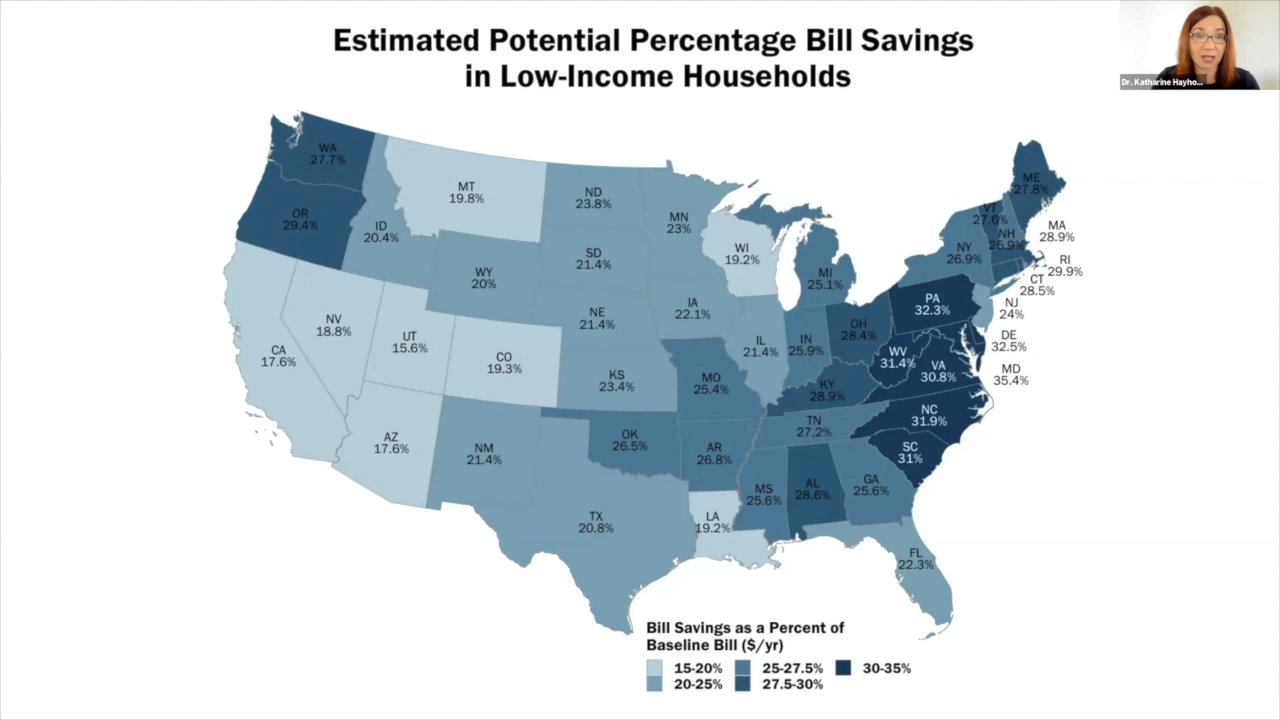 Estimated Potential Percentage Bill Savings
in Low-Income Households
Dr. Katharine Hayho...
WA
27.7%
OR
29.4%
ID
20.4%
MT
19.8%
ND
23.8%
MN
23%
WI
19.2%
MI
25.1%
ME
27.8%
VT
27.6%
NH
25.9%
MA
28.9%
NY
26.9%
RI
29.9%
CT
28.5%
WY
20%
SD
21.4%
NE
21.4%
IA
22.1%
PA
32.3%
NJ
24%
NV
18.8%
UT
15.6%
CA
17.6%
CO
19.3%
KS
23.4%
MO
25.4%
IL
21.4%
IN
25.9%
OH
28.4%
WV
31.4%
VA
30.8%
DE
32.5%
MD
35.4%
KY
28.9%
AZ
17.6%
NM
21.4%
OK
26.5%
AR
26.8%
TN
27.2%
NC
31.9%
SC
31%
MS
25.6%
AL
28.6%
GA
25.6%
TX
20.8%
LA
19.2%
FL
22.3%
Bill Savings as a Percent of
Baseline Bill ($/yr)
15-20%
25-27.5%
30-35%
20-25%
27.5-30%